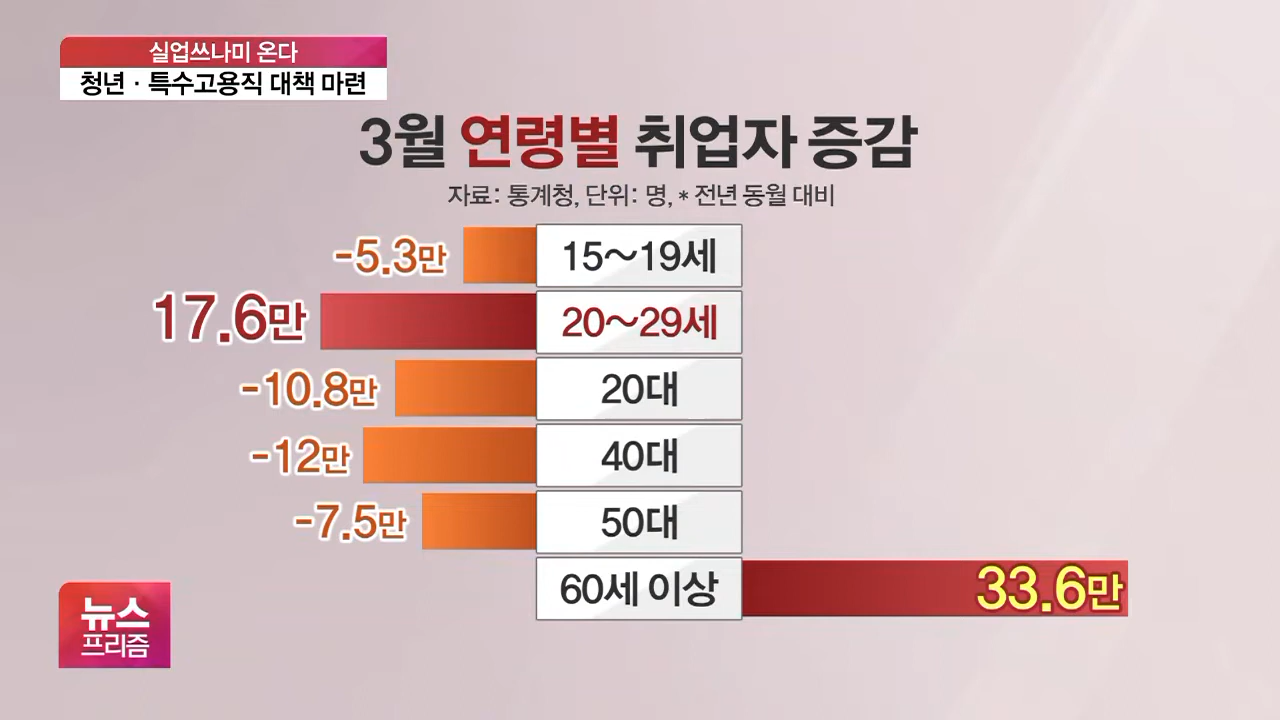 실업쓰나미 온다
청년·특수고용직 대책 마련
3월 연령별 취업자 증감
자료: 통계청, 단위: 명, * 전년 동월 대비
-5.3만 15~19세
17.6만 20~29세
-10.8만 20대
-12만 40대
-7.5만 50대
60세 이상 33.6만
뉴스
프리즘